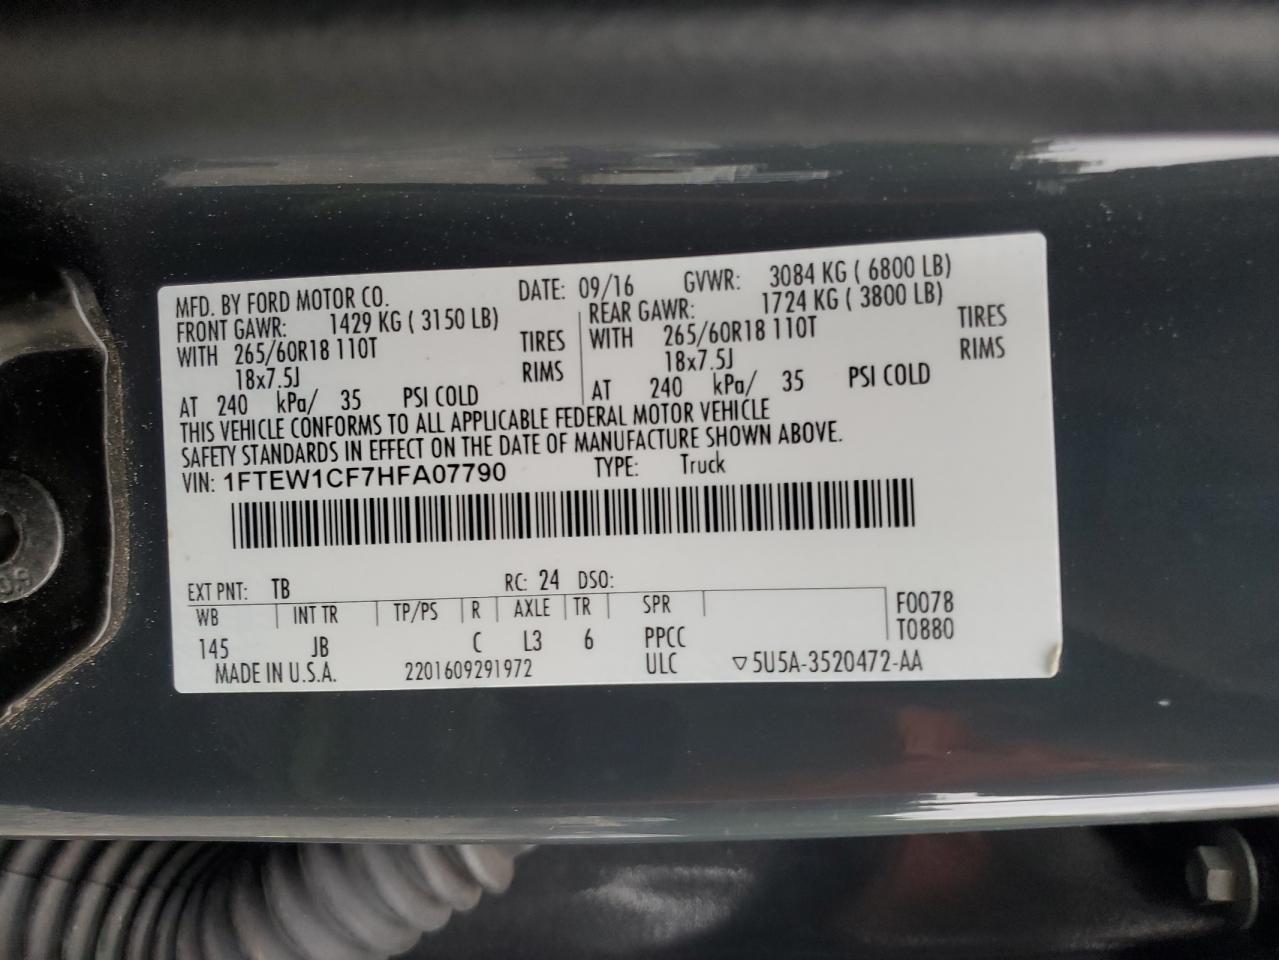 MFD. BY FORD MOTOR CO. DATE: 09/16 GVWR: 3084 KG ( 6800 LB)
FRONT GAWR: 1429 KG ( 3150 LB) REAR GAWR: 1724 KG ( 3800 LB)
WITH 265/60R18 110T TIRES WITH 265/60R18 110T TIRES
18x7.5J RIMS 18x7.5J RIMS
AT 240 kPa/ 35 PSI COLD AT 240 kPa/ 35 PSI COLD
THIS VEHICLE CONFORMS TO ALL APPLICABLE FEDERAL MOTOR VEHICLE
SAFETY STANDARDS IN EFFECT ON THE DATE OF MANUFACTURE SHOWN ABOVE.
VIN: 1FTEW1CF7HFA07790 TYPE: Truck
EXT PNT: TB RC: 24 DSO:
WB INT TR TP/PS R AXLE TR SPR F0078
145 JB C L3 6 PPCC T0880
MADE IN U.S.A. 2201609291972 ULC ▽5U5A-3520472-AA